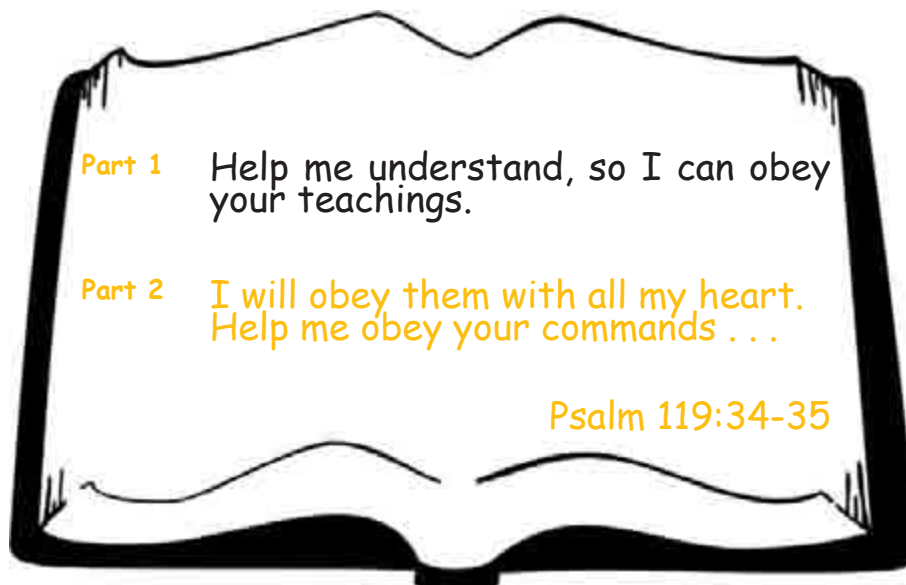 Part 1 Help me understand, so I can obey
your teachings.
Part 2 I will obey them with all my heart.
Help me obey your commands . . .
Psalm 119:34-35